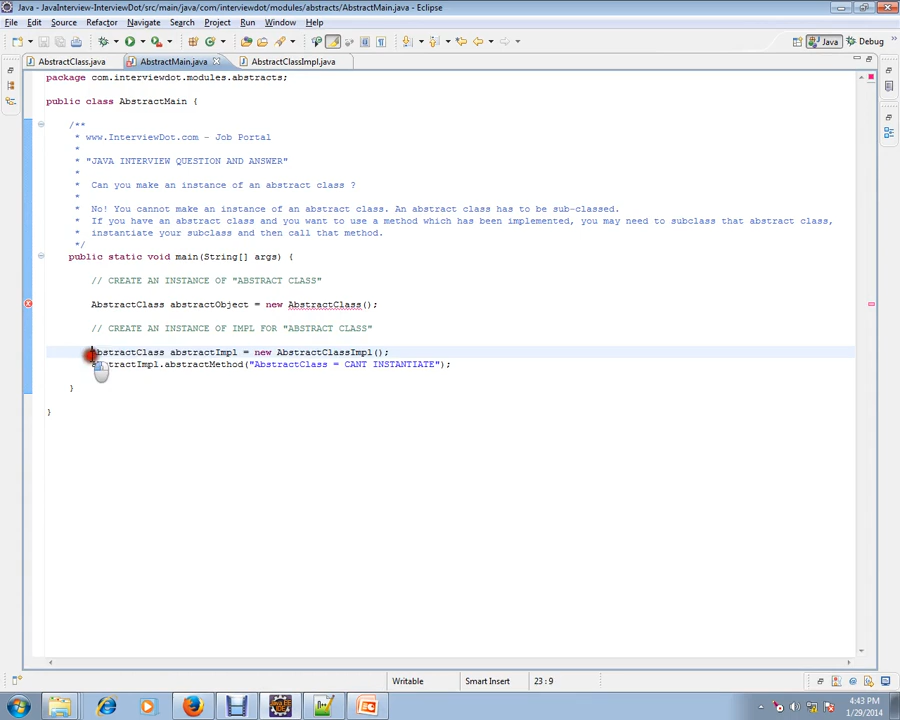 Java - JavaInterview-InterviewDot/src/main/java/com/interviewdot/modules/abstracts/AbstractMain.java - Eclipse
File Edit Source Refactor Navigate Search Project Run Window Help
Java Debug
AbstractClass.java AbstractMain.java AbstractClassImpl.java
package com.interviewdot.modules.abstracts;
public class AbstractMain {
/**
* www.InterviewDot.com - Job Portal
*
* "JAVA INTERVIEW QUESTION AND ANSWER"
*
* Can you make an instance of an abstract class ?
*
* No! You cannot make an instance of an abstract class. An abstract class has to be sub-classed.
* If you have an abstract class and you want to use a method which has been implemented, you may need to subclass that abstract class,
* instantiate your subclass and then call that method.
*/
public static void main(String[] args) {
// CREATE AN INSTANCE OF "ABSTRACT CLASS"
AbstractClass abstractObject = new AbstractClass();
// CREATE AN INSTANCE OF IMPL FOR "ABSTRACT CLASS"
AbstractClass abstractImpl = new AbstractClassImpl();
abstractImpl.abstractMethod("AbstractClass = CANT INSTANTIATE");
}
}
Writable Smart Insert 23 : 9
4:43 PM
1/29/2014